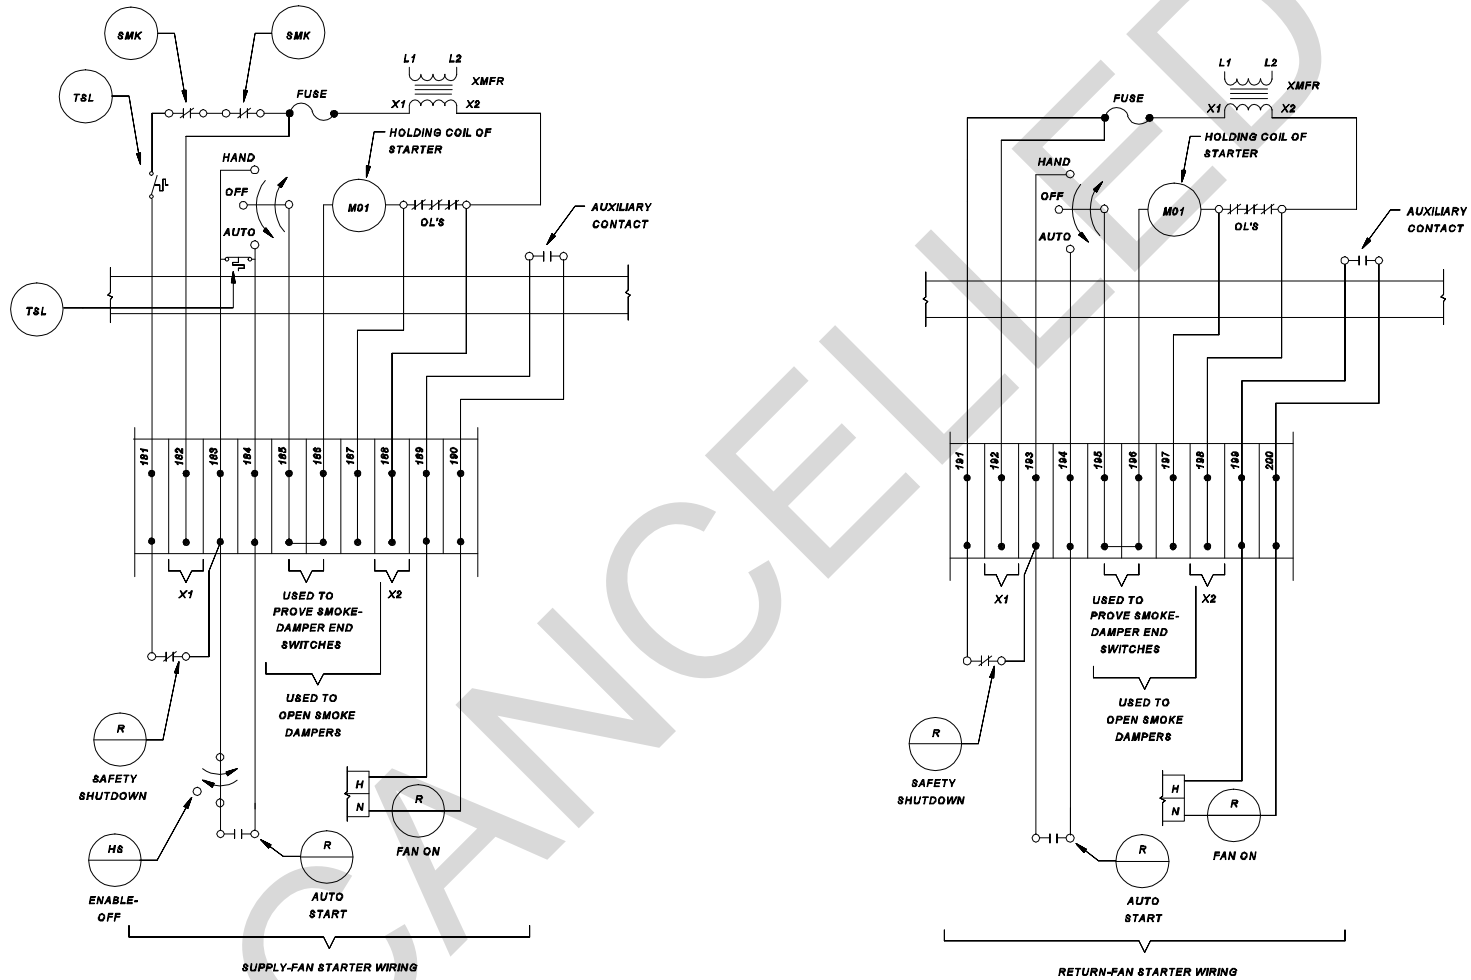 SMK
SMK
TSL
FUSE
L1 L2
XMFR
X1 X2
HOLDING COIL OF
STARTER
HAND
OFF
AUTO
M01
OL'S
AUXILIARY
CONTACT
TSL
181 182 183 184 185 186 187 188 189 190
X1
USED TO
PROVE SMOKE-
DAMPER END
SWITCHES
X2
USED TO
OPEN SMOKE
DAMPERS
R
SAFETY
SHUTDOWN
H
N
R
FAN ON
HS
ENABLE-
OFF
R
AUTO
START
SUPPLY-FAN STARTER WIRING
L1 L2
XMFR
FUSE
X1 X2
HOLDING COIL OF
STARTER
HAND
OFF
AUTO
M01
OL'S
AUXILIARY
CONTACT
191 192 193 194 195 196 197 198 199 200
X1
USED TO
PROVE SMOKE-
DAMPER END
SWITCHES
X2
USED TO
OPEN SMOKE
DAMPERS
R
SAFETY
SHUTDOWN
H
N
R
FAN ON
R
AUTO
START
RETURN-FAN STARTER WIRING
CANCELLED